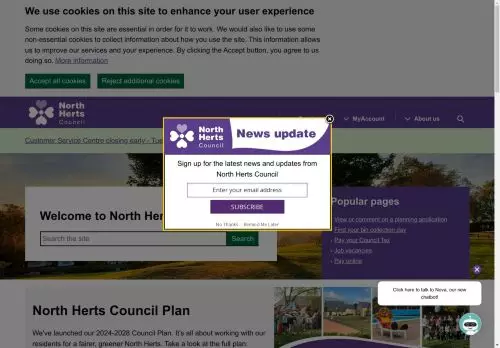 We use cookies on this site to enhance your user experience
Some cookies on this site are essential in order for it to work. We would also like to use some
non-essential cookies to collect information about how you use the site. This information
allows us to improve our services and your experience. By clicking the Accept button, you agree to us
doing so. More information
Accept all cookies
Reject additional cookies
North
Herts
Council
MyAccount
About us
Customer Service Centre closing early - Tue
North
Herts
Council
News update
Sign up for the latest news and updates from
North Herts Council
Enter your email address
SUBSCRIBE
No Thanks
Remind Me Later
Welcome to North Her
Search the site
Search
Popular pages
View or comment on a planning application
Find your bin collection day
Pay your Council Tax
Job vacancies
Pay online
Click here to talk to Nova, our new
chatbot!
North Herts Council Plan
We've launched our 2024-2028 Council Plan. It's all about working with our
residents for a fairer, greener North Herts. Take a look at the full plan: